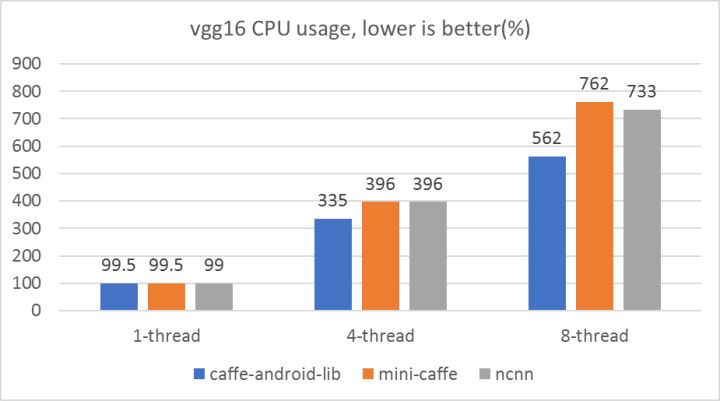 vgg16 CPU usage, lower is better(%)
900
800
700
600
500
400
300
200
100
0
99.5 99.5 99
335 396 396
562 762 733
1-thread 4-thread 8-thread
caffe-android-lib mini-caffe ncnn